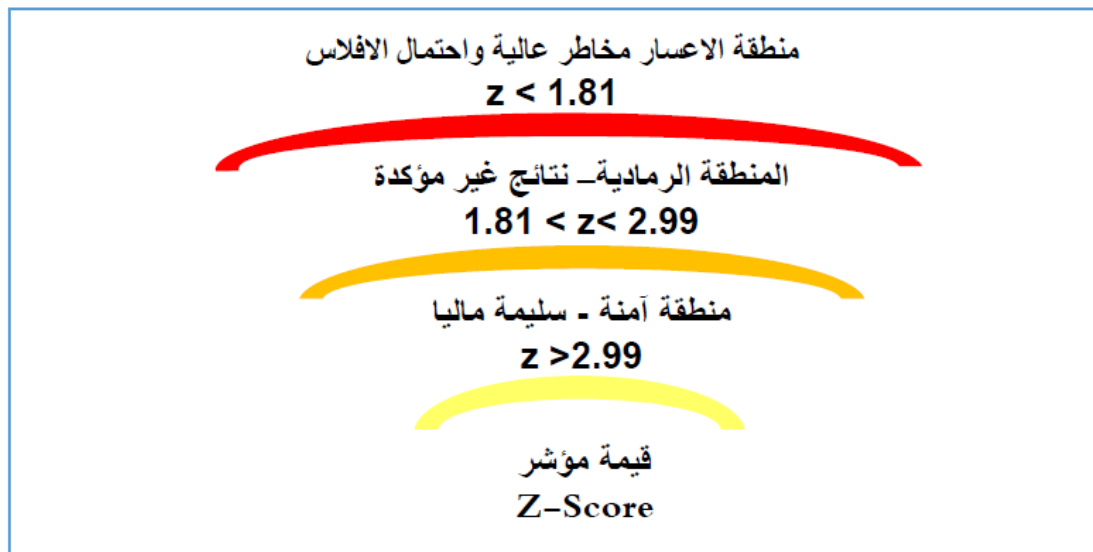 منطقة الاعسار مخاطر عالية واحتمال الافلاس
z < 1.81
المنطقة الرمادية– نتائج غير مؤكدة
1.81 < z< 2.99
منطقة آمنة - سليمة ماليا
z >2.99
قيمة مؤشر
Z-Score